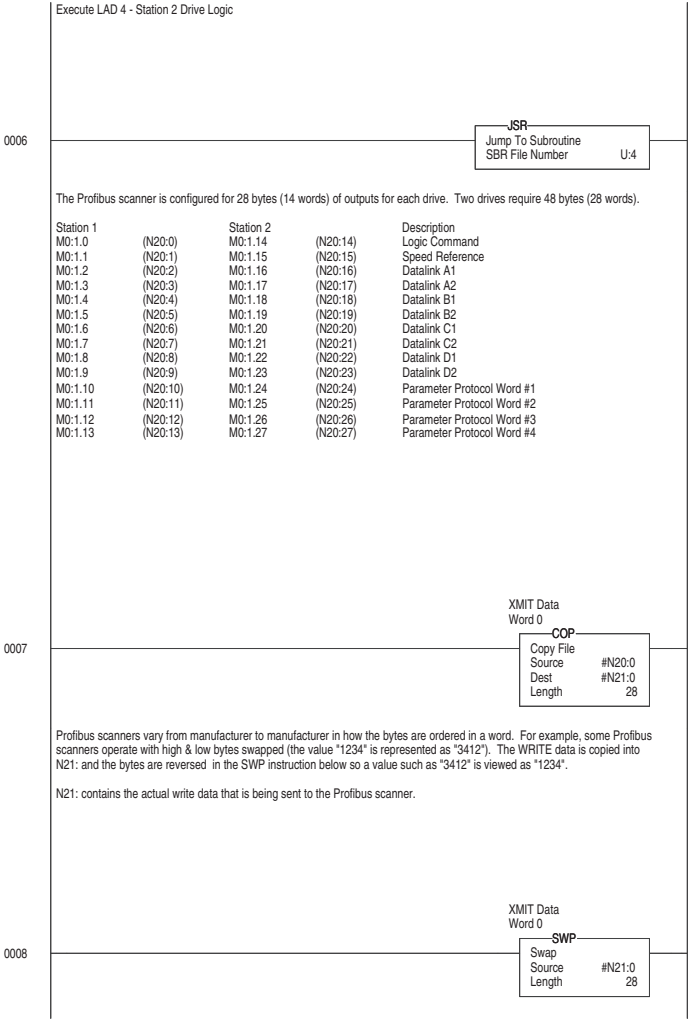 Execute LAD 4 - Station 2 Drive Logic
0006
JSR
Jump To Subroutine
SBR File Number U:4
The Profibus scanner is configured for 28 bytes (14 words) of outputs for each drive. Two drives require 48 bytes (28 words).
Station 1 Station 2 Description
M0:1.0 (N20:0) M0:1.14 (N20:14) Logic Command
M0:1.1 (N20:1) M0:1.15 (N20:15) Speed Reference
M0:1.2 (N20:2) M0:1.16 (N20:16) Datalink A1
M0:1.3 (N20:3) M0:1.17 (N20:17) Datalink A2
M0:1.4 (N20:4) M0:1.18 (N20:18) Datalink B1
M0:1.5 (N20:5) M0:1.19 (N20:19) Datalink B2
M0:1.6 (N20:6) M0:1.20 (N20:20) Datalink C1
M0:1.7 (N20:7) M0:1.21 (N20:21) Datalink C2
M0:1.8 (N20:8) M0:1.22 (N20:22) Datalink D1
M0:1.9 (N20:9) M0:1.23 (N20:23) Datalink D2
M0:1.10 (N20:10) M0:1.24 (N20:24) Parameter Protocol Word #1
M0:1.11 (N20:11) M0:1.25 (N20:25) Parameter Protocol Word #2
M0:1.12 (N20:12) M0:1.26 (N20:26) Parameter Protocol Word #3
M0:1.13 (N20:13) M0:1.27 (N20:27) Parameter Protocol Word #4
XMIT Data
Word 0
COP
0007
Copy File
Source #N20:0
Dest #N21:0
Length 28
Profibus scanners vary from manufacturer to manufacturer in how the bytes are ordered in a word. For example, some Profibus
scanners operate with high & low bytes swapped (the value "1234" is represented as "3412"). The WRITE data is copied into
N21: and the bytes are reversed in the SWP instruction below so a value such as "3412" is viewed as "1234".
N21: contains the actual write data that is being sent to the Profibus scanner.
XMIT Data
Word 0
SWP
0008
Swap
Source #N21:0
Length 28